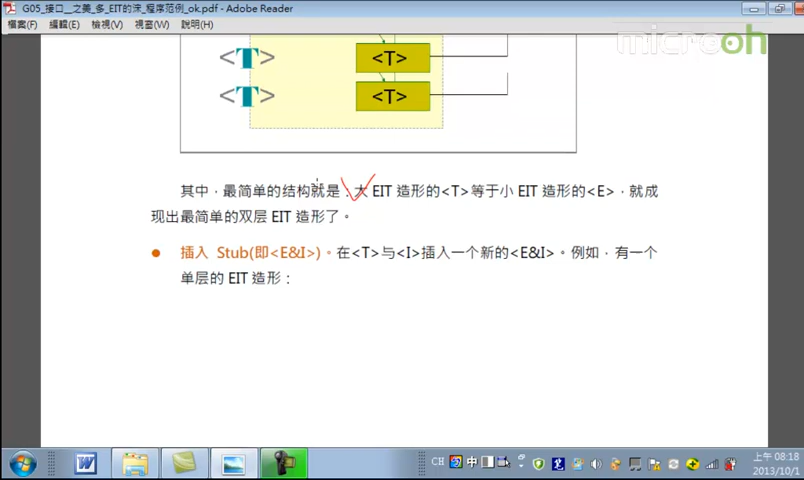 G05_接口__之美_多_EIT的涞_程序范例_ok.pdf - Adobe Reader
檔案(F) 編輯(E) 檢視(V) 視窗(W) 說明(H)
microoh
<T> <T>
<T> <T>
其中，最简单的结构就是：大 EIT 造形的<T>等于小 EIT 造形的<E>，就成
现出最简单的双层 EIT 造形了。
● 插入 Stub(即<E&I>)。在<T>与<I>插入一个新的<E&I>。例如，有一个
单层的 EIT 造形：
CH 中 上午 08:18
2013/10/1